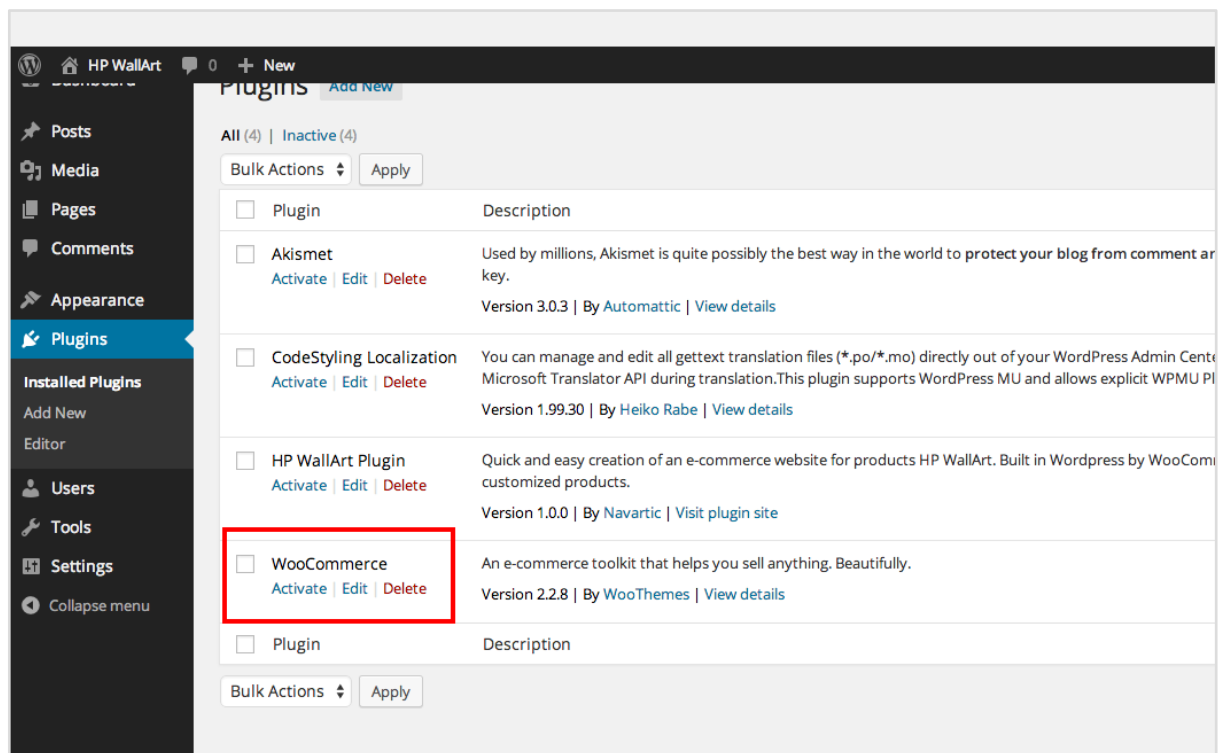 HP WallArt 0 + New
Dashboard
Plugins Add New
Posts
Media
Pages
Comments
Appearance
Plugins
Installed Plugins
Add New
Editor
Users
Tools
Settings
Collapse menu
All (4) | Inactive (4)
Bulk Actions Apply
Plugin Description
Akismet
Activate | Edit | Delete
Used by millions, Akismet is quite possibly the best way in the world to protect your blog from comment
key.
Version 3.0.3 | By Automattic | View details
CodeStyling Localization
Activate | Edit | Delete
You can manage and edit all gettext translation files (*.po/*.mo) directly out of your WordPress Admin
Microsoft Translator API during translation.This plugin supports WordPress MU and allows explicit WPMU
Version 1.99.30 | By Heiko Rabe | View details
HP WallArt Plugin
Activate | Edit | Delete
Quick and easy creation of an e-commerce website for products HP WallArt. Built in Wordpress by
customized products.
Version 1.0.0 | By Navartic | Visit plugin site
WooCommerce
Activate | Edit | Delete
An e-commerce toolkit that helps you sell anything. Beautifully.
Version 2.2.8 | By WooThemes | View details
Plugin Description
Bulk Actions Apply